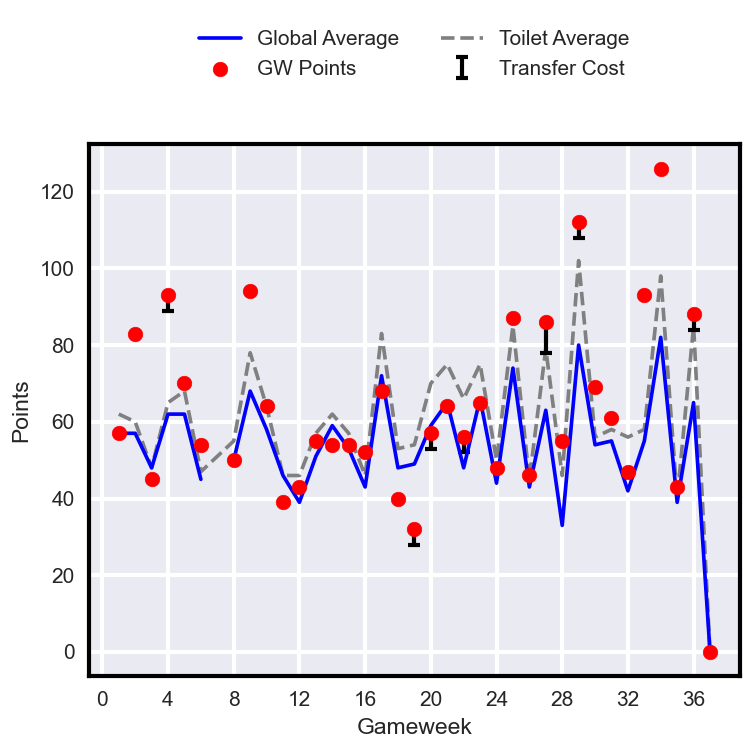 Global Average
Toilet Average
GW Points
Transfer Cost
120
100
80
60
40
20
0
Points
0 4 8 12 16 20 24 28 32 36
Gameweek